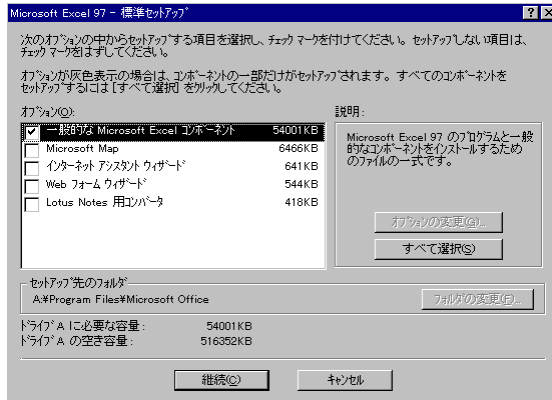 Microsoft Excel 97 - 標準セットアップ
次のオプションの中からセットアップする項目を選択し、チェック マークを付けてください。セットアップしない項目は、
チェック マークをはずしてください。
オプションが灰色表示の場合は、コンポーネントの一部だけがセットアップされます。すべてのコンポーネントを
セットアップするには [すべて選択] をクリックしてください。
オプション(O):
説明:
一般的な Microsoft Excel コンポーネント 54001KB
Microsoft Map 6466KB
インターネット アシスタント ウィザード 641KB
Web フォーム ウィザード 544KB
Lotus Notes 用コンバータ 418KB
Microsoft Excel 97 のプログラムと一般
的なコンポーネントをインストールするため
のファイルの一式です。
オプションの変更(G)...
すべて選択(S)
セットアップ先のフォルダ
A:¥Program Files¥Microsoft Office
フォルダの変更(F)...
ドライブ A に必要な容量: 54001KB
ドライブ A の空き容量: 516352KB
継続(C)
キャンセル